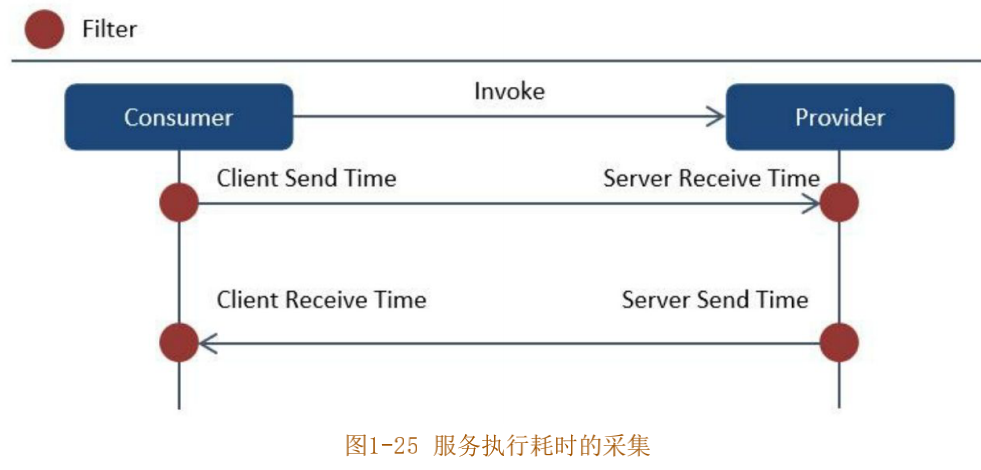 Filter
Invoke
Consumer
Provider
Client Send Time
Server Receive Time
Client Receive Time
Server Send Time
图1-25 服务执行耗时的采集